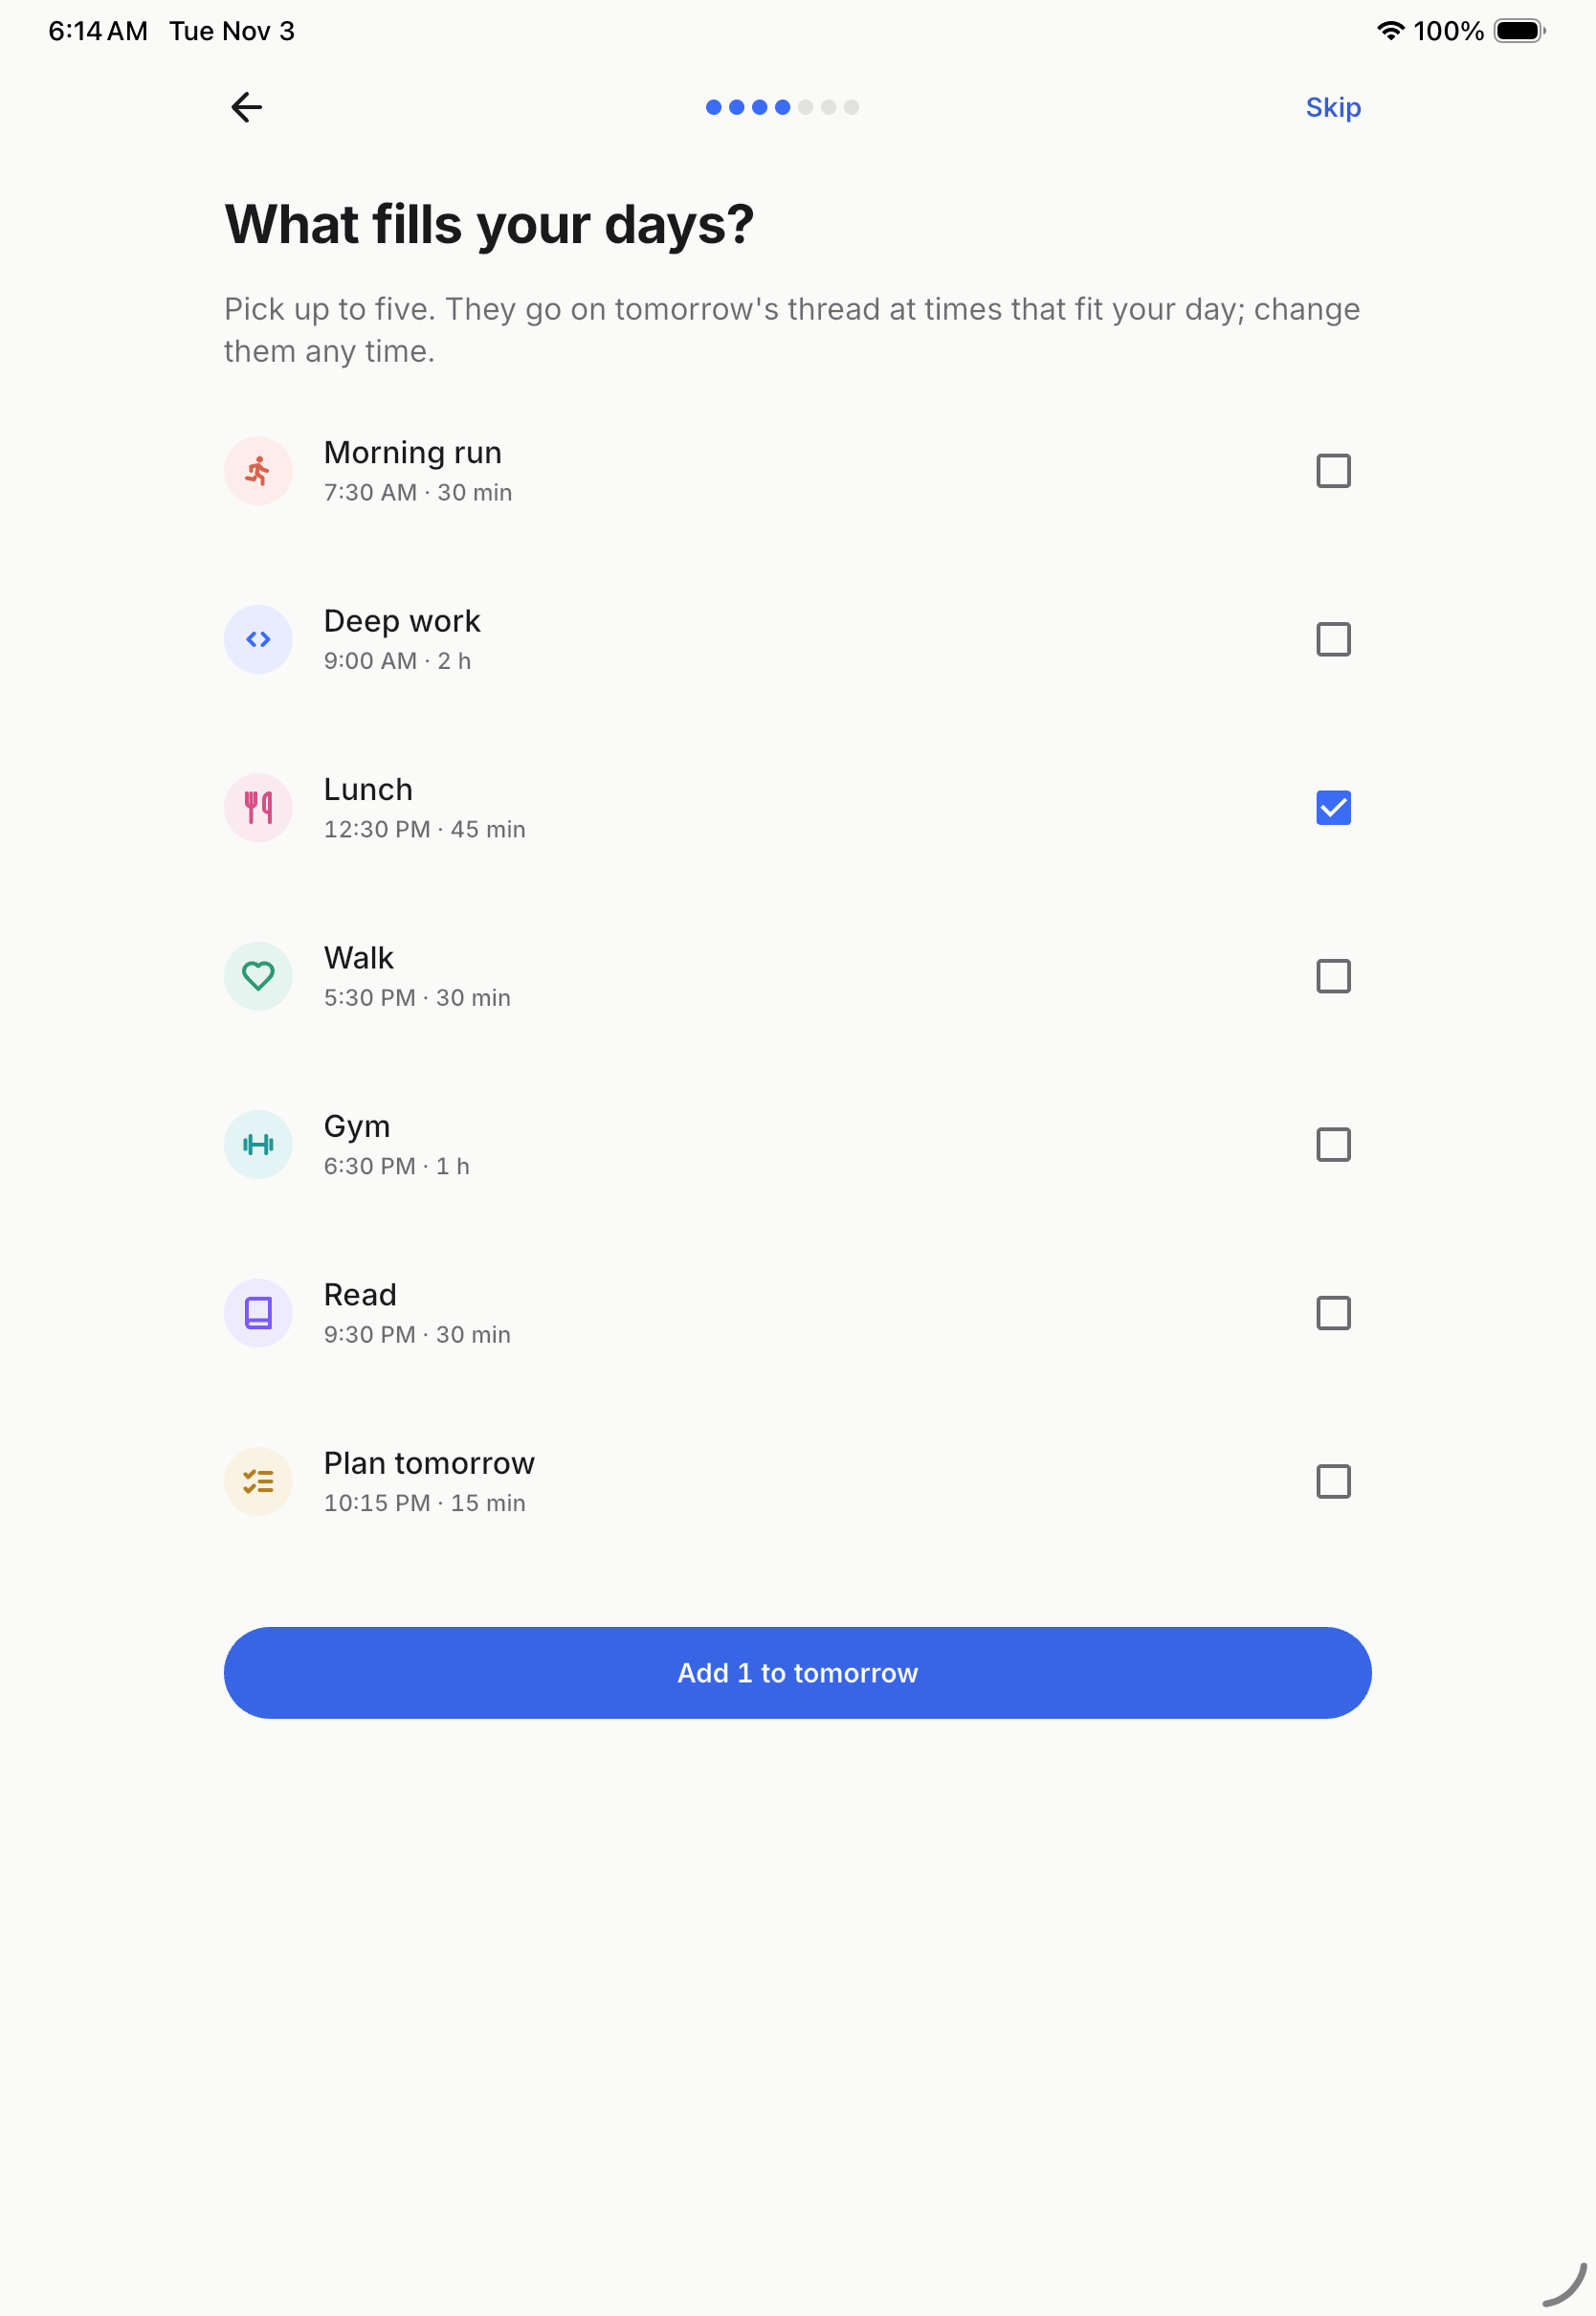 6:14 AM Tue Nov 3
100%
Skip
What fills your days?
Pick up to five. They go on tomorrow's thread at times that fit your day; change
them any time.
Morning run
7:30 AM · 30 min
Deep work
9:00 AM · 2 h
Lunch
12:30 PM · 45 min
Walk
5:30 PM · 30 min
Gym
6:30 PM · 1 h
Read
9:30 PM · 30 min
Plan tomorrow
10:15 PM · 15 min
Add 1 to tomorrow